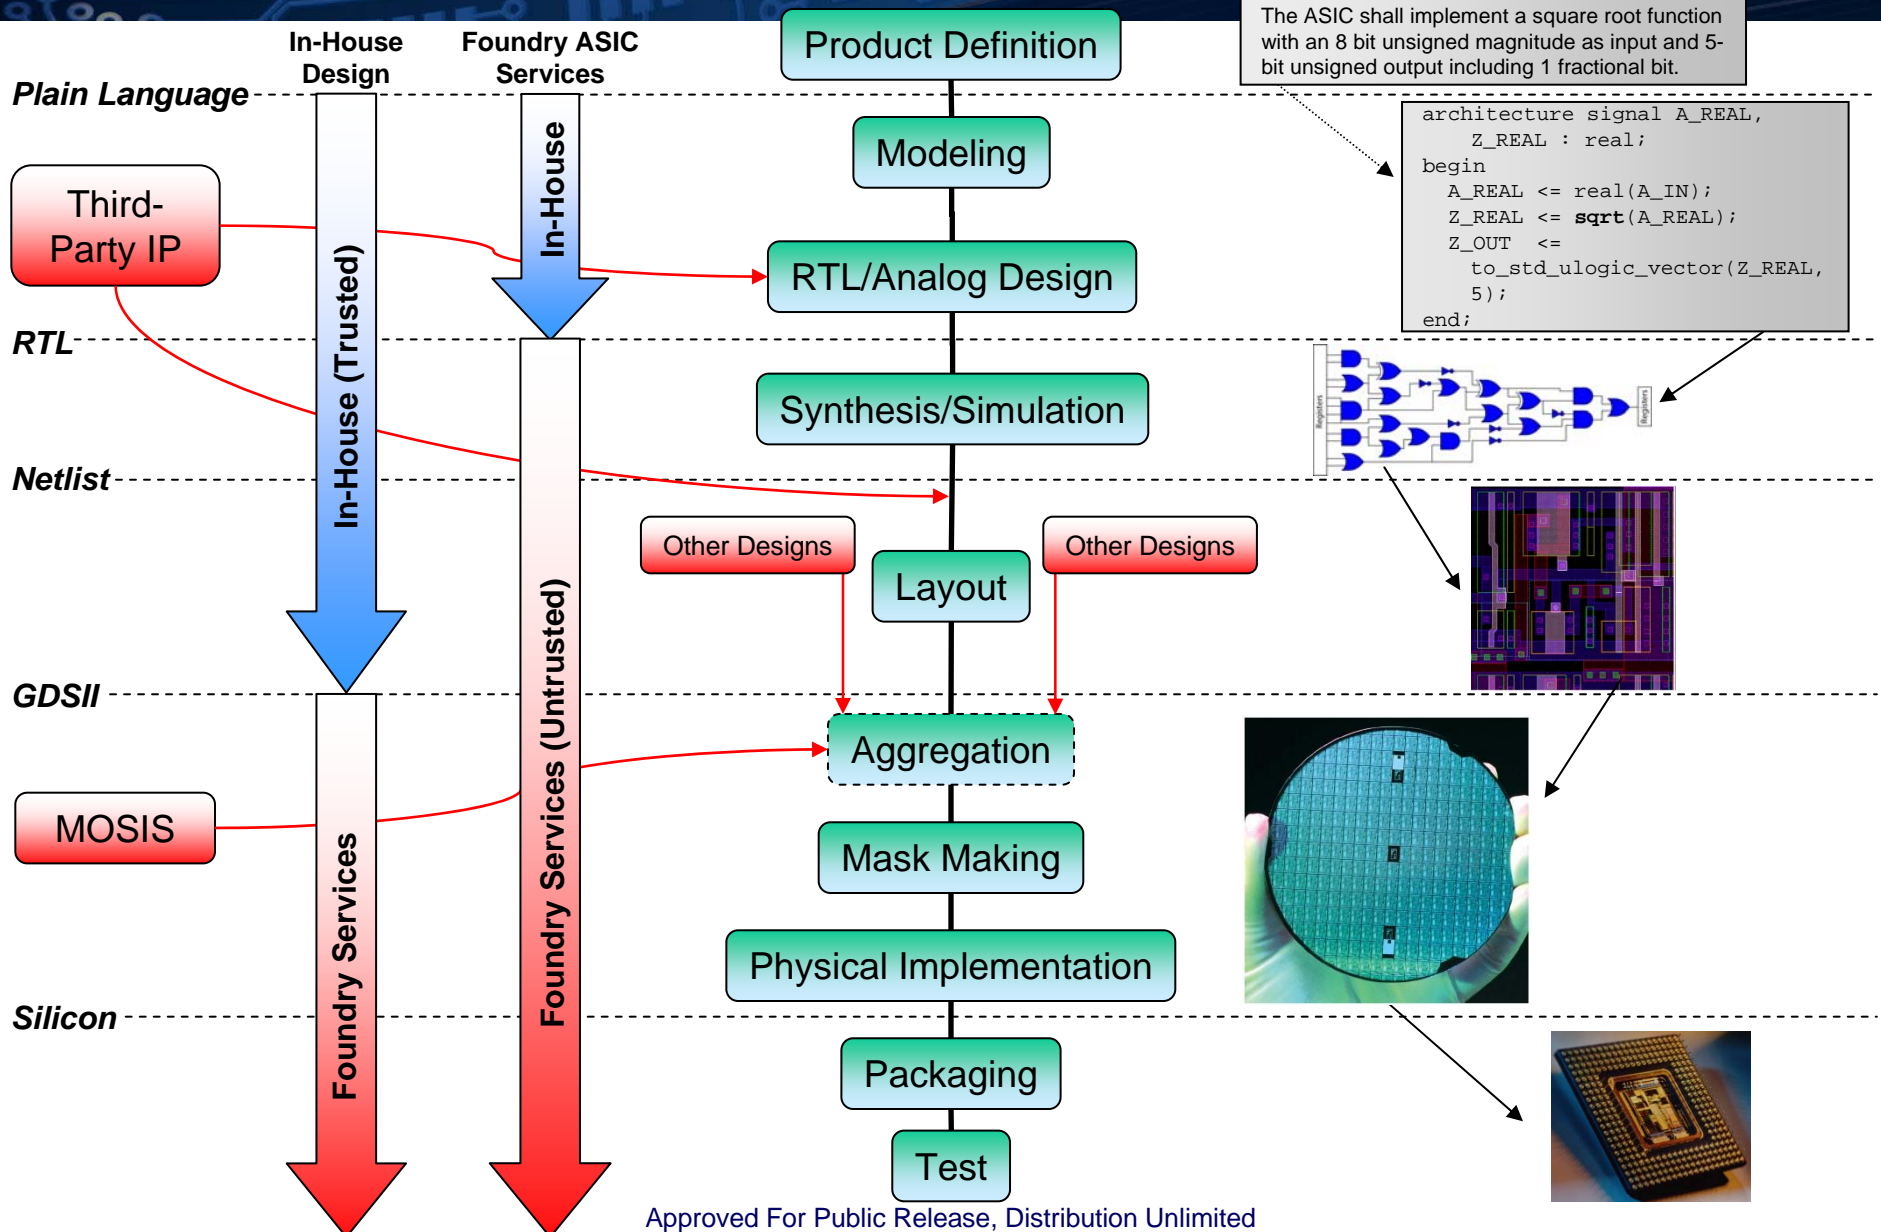 The ASIC shall implement a square root function
with an 8 bit unsigned magnitude as input and 5-
bit unsigned output including 1 fractional bit.
In-House
Design
Foundry ASIC
Services
Product Definition
Plain Language
architecture signal A_REAL,
Z_REAL : real;
begin
A_REAL <= real(A_IN);
Z_REAL <= sqrt(A_REAL);
Z_OUT <=
to_std_ulogic_vector(Z_REAL,
5);
end;
In-House
Modeling
Third-
Party IP
In-House (Trusted)
RTL/Analog Design
RTL
Registers
Registers
Synthesis/Simulation
Netlist
Other Designs
Other Designs
Layout
Foundry Services (Untrusted)
GDSII
Aggregation
MOSIS
Foundry Services
Mask Making
Physical Implementation
Silicon
Packaging
Test
Approved For Public Release, Distribution Unlimited